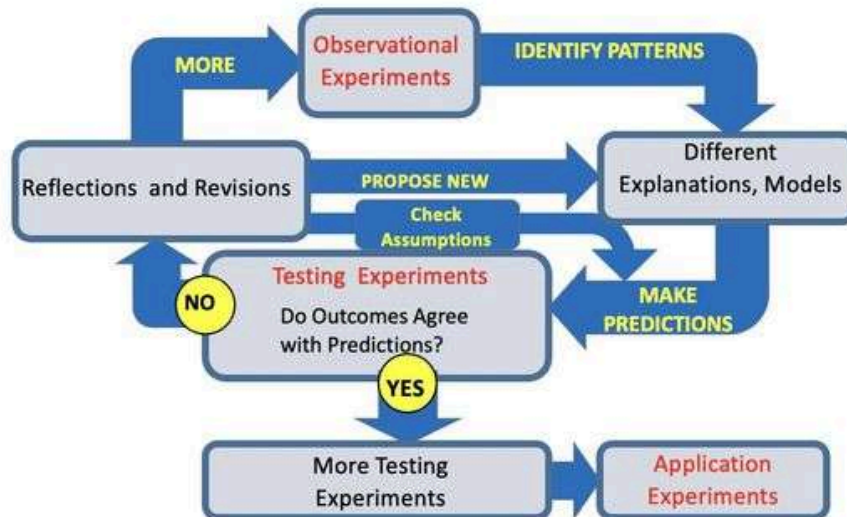 Observational
Experiments
IDENTIFY PATTERNS
MORE
Reflections and Revisions
PROPOSE NEW
Different
Explanations, Models
Check
Assumptions
Testing Experiments
Do Outcomes Agree
with Predictions?
NO
MAKE
PREDICTIONS
YES
More Testing
Experiments
Application
Experiments